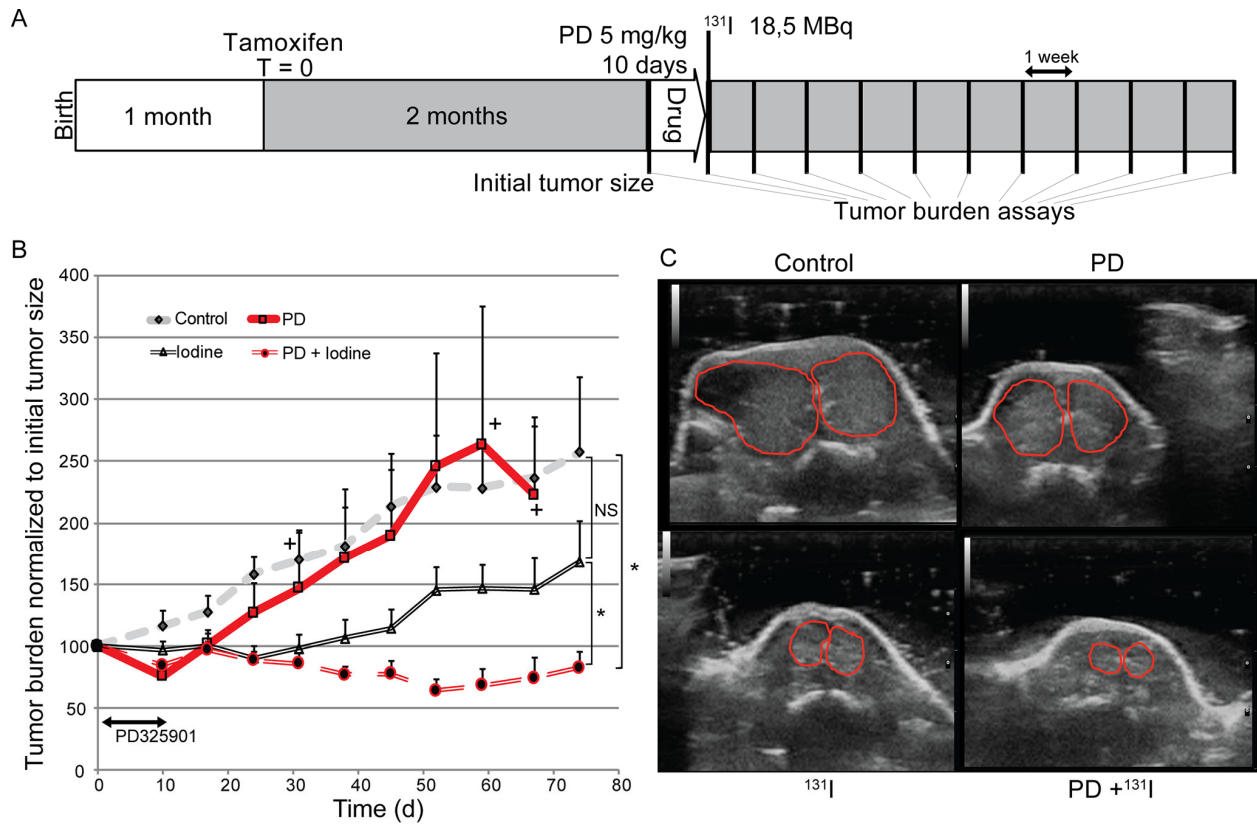 A
Tamoxifen
T = 0
PD 5 mg/kg
10 days
131I 18,5 MBq
1 week
Birth
1 month
2 months
Drug
Initial tumor size
Tumor burden assays
B
Tumor burden normalized to initial tumor size
400
350
300
250
200
150
100
50
0
Control
PD
Iodine
PD + Iodine
+
+
+
NS
*
*
PD325901
0 10 20 30 40 50 60 70 80
Time (d)
C
Control
PD
131I
PD +131I